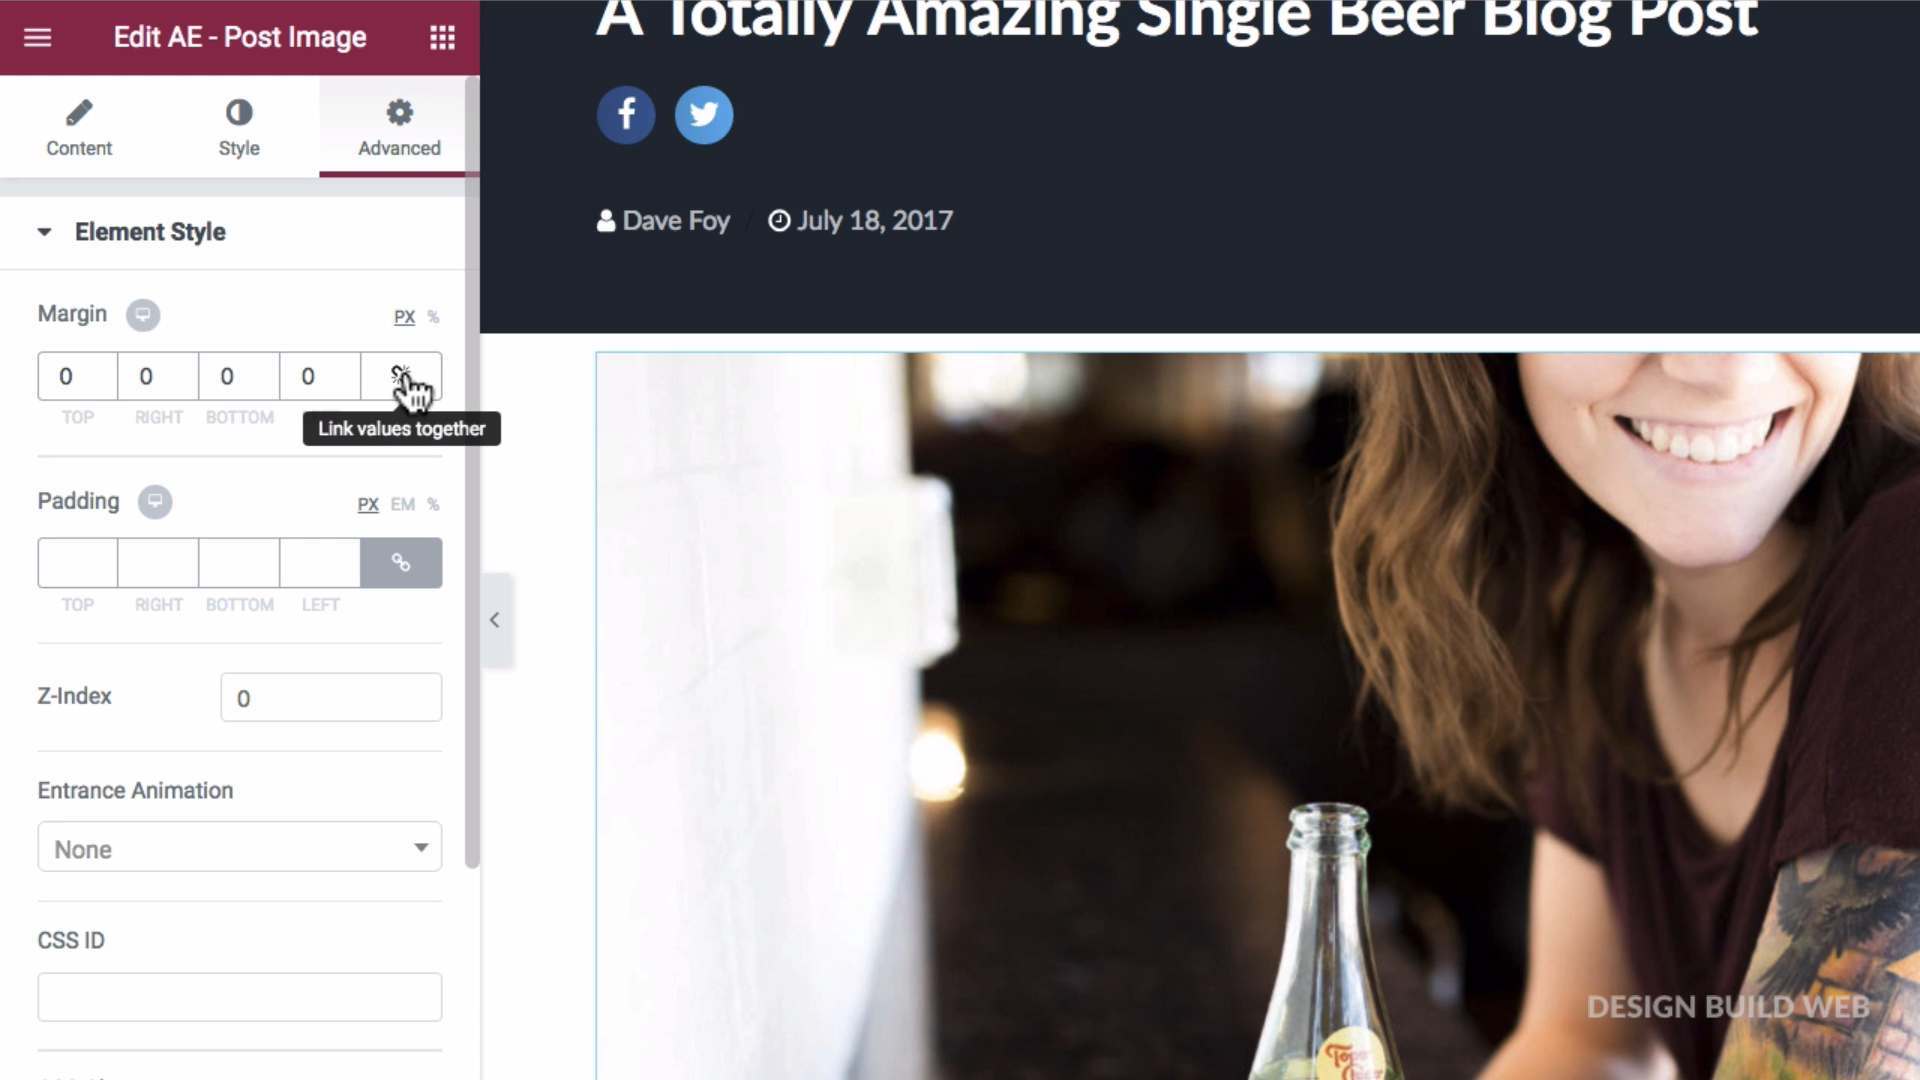 Edit AE - Post Image
A Totally Amazing Single Beer Blog Post
Content
Style
Advanced
Dave Foy / July 18, 2017
Element Style
Margin
PX %
0 0 0 0
TOP RIGHT BOTTOM
Link values together
Padding
PX EM %
TOP RIGHT BOTTOM LEFT
Z-Index
0
Entrance Animation
None
CSS ID
Topo
Chico
DESIGN BUILD WEB